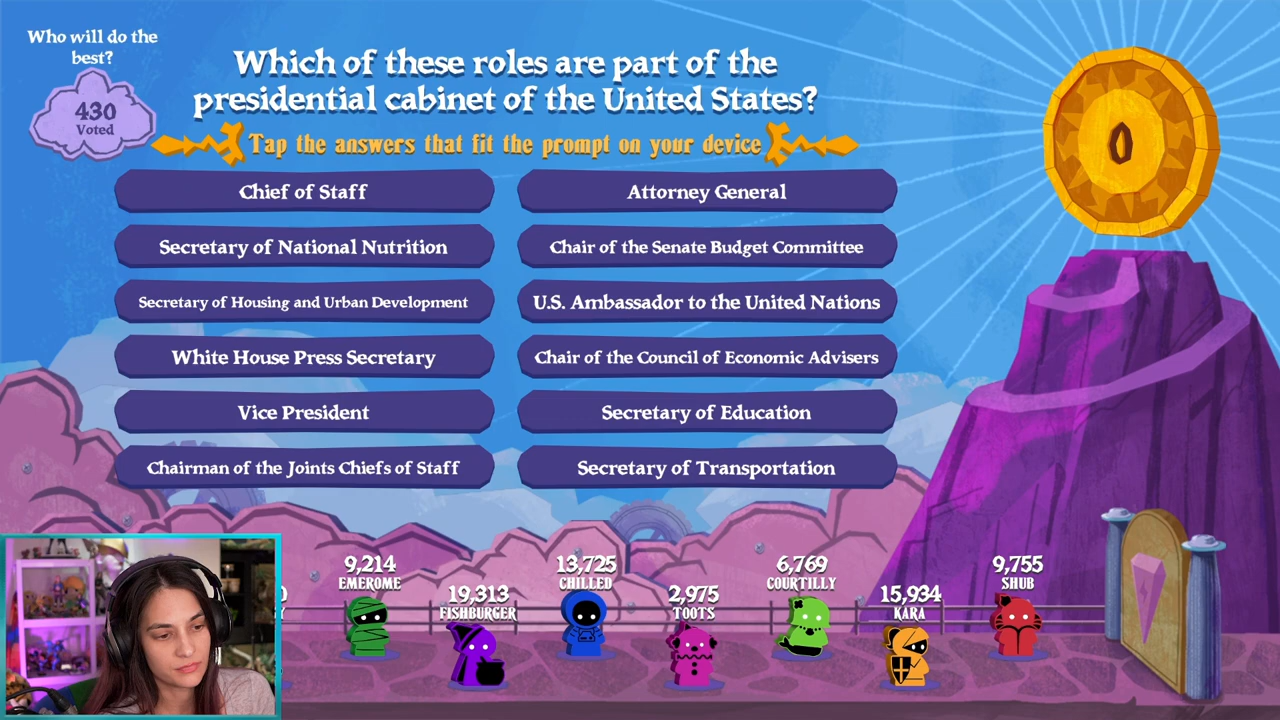 Who will do the
best?
430
Voted
Which of these roles are part of the
presidential cabinet of the United States?
Tap the answers that fit the prompt on your device
Chief of Staff
Attorney General
Secretary of National Nutrition
Chair of the Senate Budget Committee
Secretary of Housing and Urban Development
U.S. Ambassador to the United Nations
White House Press Secretary
Chair of the Council of Economic Advisers
Vice President
Secretary of Education
Chairman of the Joints Chiefs of Staff
Secretary of Transportation
9,214
EMEROME
19,313
FISHBURGER
13,725
CHILLED
2,975
TOOTS
6,769
COURTILLY
15,934
KARA
9,755
SHUB